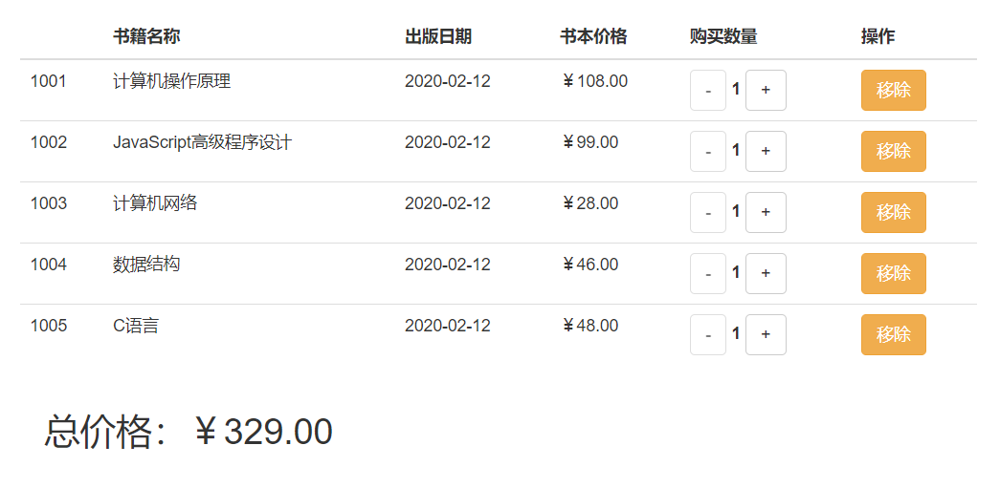 书籍名称 出版日期 书本价格 购买数量 操作
1001 计算机操作原理 2020-02-12 ￥108.00 - 1 + 移除
1002 JavaScript高级程序设计 2020-02-12 ￥99.00 - 1 + 移除
1003 计算机网络 2020-02-12 ￥28.00 - 1 + 移除
1004 数据结构 2020-02-12 ￥46.00 - 1 + 移除
1005 C语言 2020-02-12 ￥48.00 - 1 + 移除
总价格：￥329.00